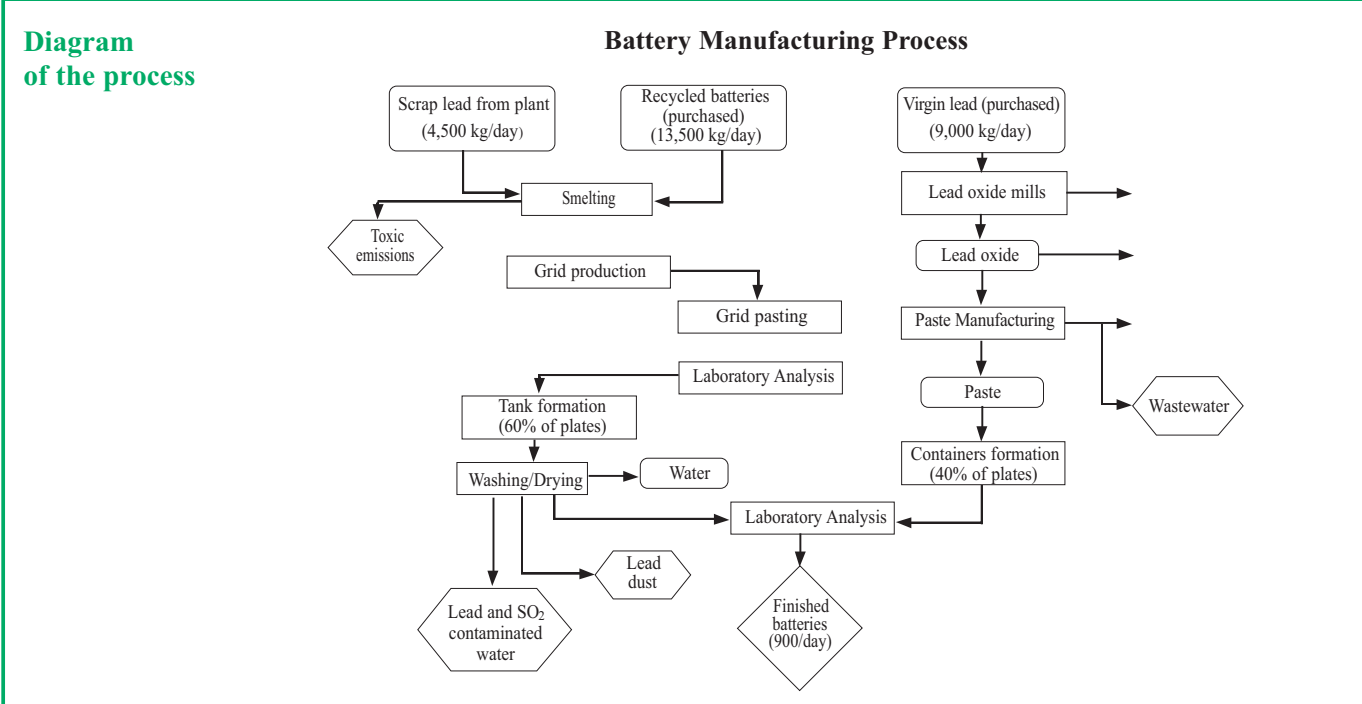 Diagram
of the process
Battery Manufacturing Process
Scrap lead from plant
(4,500 kg/day)
Recycled batteries
(purchased)
(13,500 kg/day)
Virgin lead (purchased)
(9,000 kg/day)
Smelting
Lead oxide mills
Toxic
emissions
Lead oxide
Grid production
Grid pasting
Paste Manufacturing
Laboratory Analysis
Paste
Wastewater
Tank formation
(60% of plates)
Containers formation
(40% of plates)
Washing/Drying
Water
Laboratory Analysis
Lead
dust
Lead and SO₂
contaminated
water
Finished
batteries
(900/day)